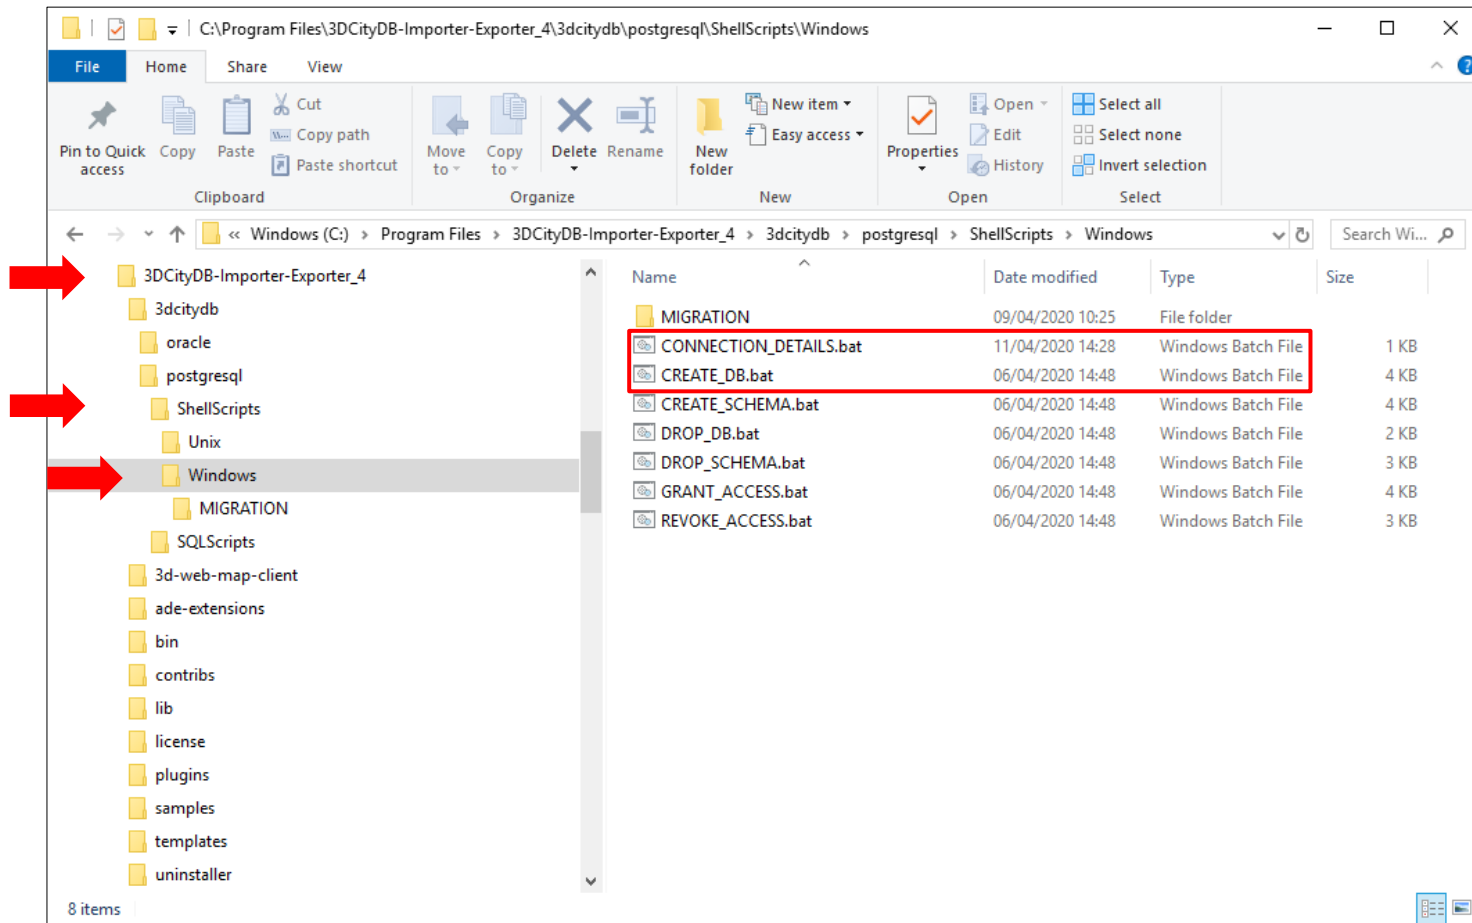 C:\Program Files\3DCityDB-Importer-Exporter_4\3dcitydb\postgresql\ShellScripts\Windows
File Home Share View
Pin to Quick access
Copy
Paste
Cut
Copy path
Paste shortcut
Clipboard
Move to
Copy to
Delete
Rename
Organize
New folder
New item
Easy access
New
Properties
Open
Edit
History
Open
Select all
Select none
Invert selection
Select
« Windows (C:) > Program Files > 3DCityDB-Importer-Exporter_4 > 3dcitydb > postgresql > ShellScripts > Windows
Search Wi...
3DCityDB-Importer-Exporter_4
3dcitydb
oracle
postgresql
ShellScripts
Unix
Windows
MIGRATION
SQLScripts
3d-web-map-client
ade-extensions
bin
contribs
lib
license
plugins
samples
templates
uninstaller
Name Date modified Type Size
MIGRATION 09/04/2020 10:25 File folder
CONNECTION_DETAILS.bat 11/04/2020 14:28 Windows Batch File 1 KB
CREATE_DB.bat 06/04/2020 14:48 Windows Batch File 4 KB
CREATE_SCHEMA.bat 06/04/2020 14:48 Windows Batch File 4 KB
DROP_DB.bat 06/04/2020 14:48 Windows Batch File 2 KB
DROP_SCHEMA.bat 06/04/2020 14:48 Windows Batch File 3 KB
GRANT_ACCESS.bat 06/04/2020 14:48 Windows Batch File 4 KB
REVOKE_ACCESS.bat 06/04/2020 14:48 Windows Batch File 3 KB
8 items